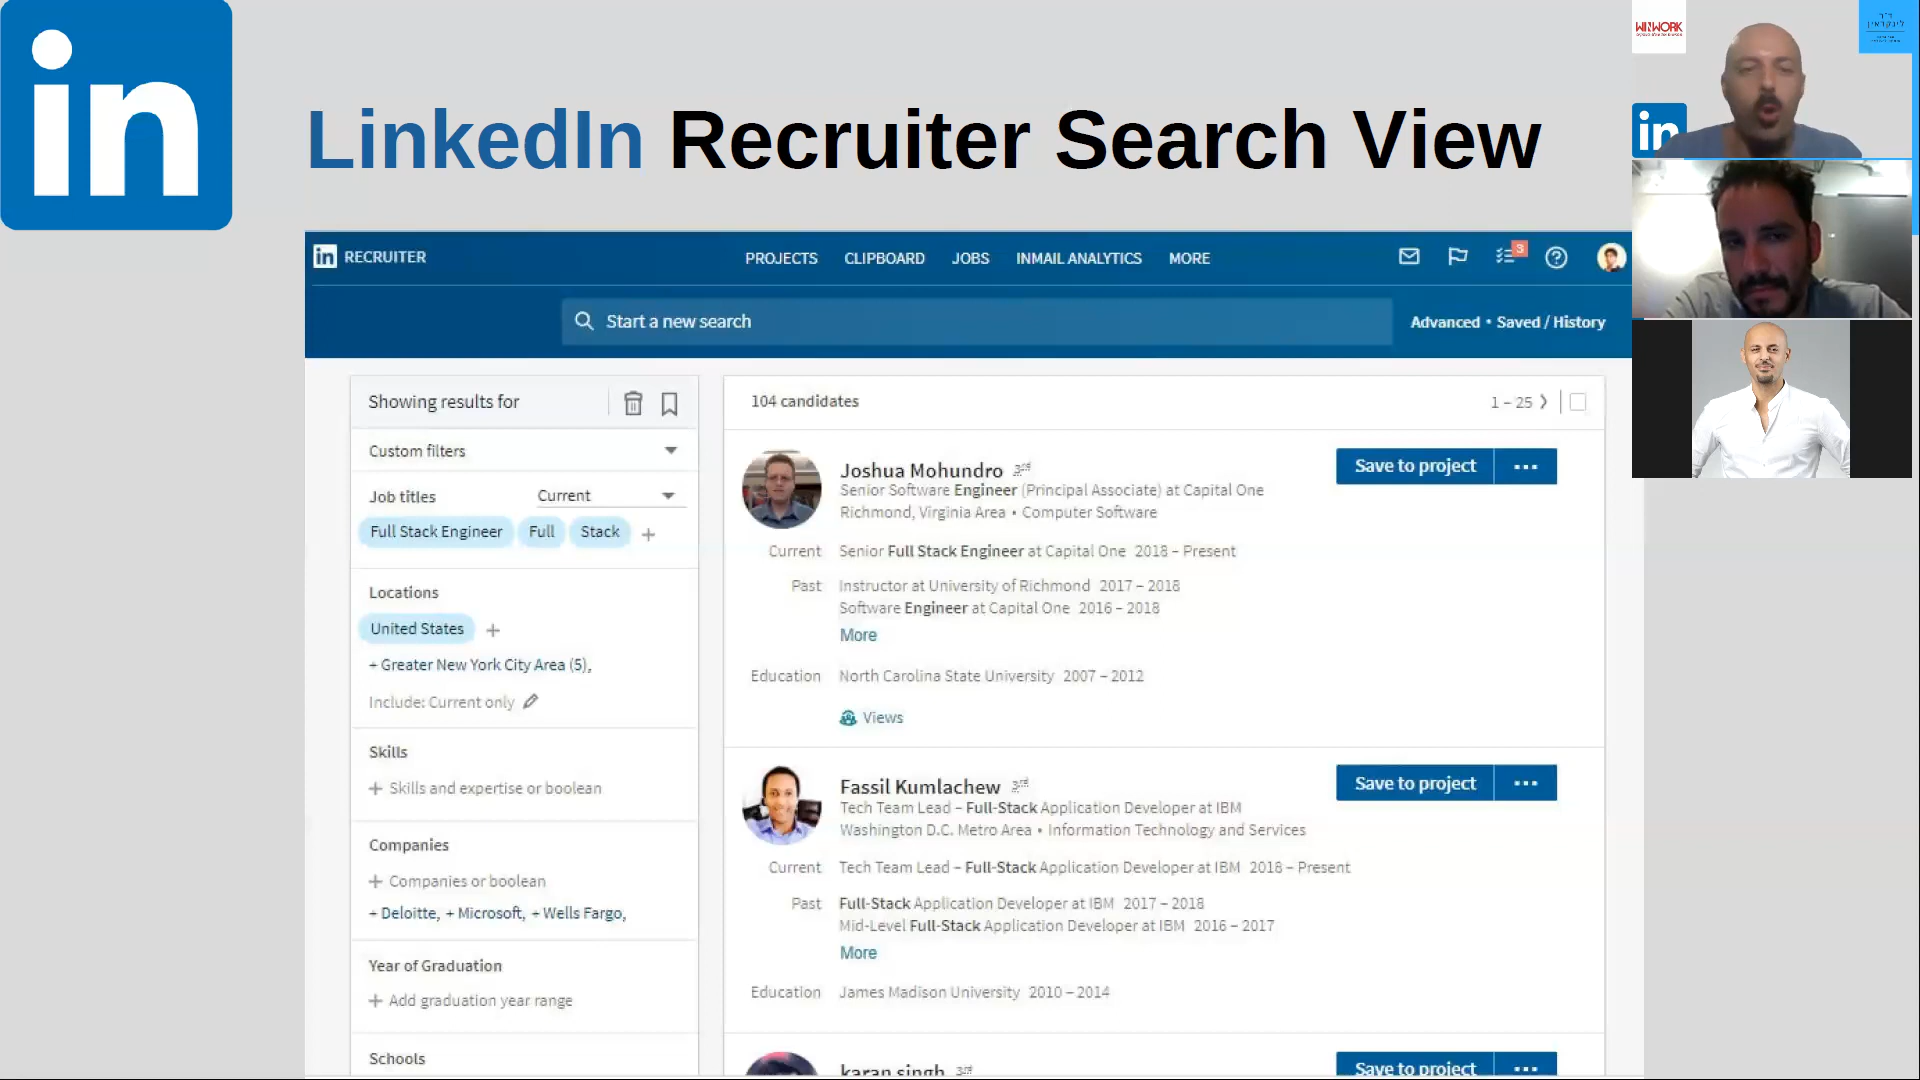 in
LinkedIn Recruiter Search View
WINWORK
ד"ר
לינקדאין
in
in RECRUITER
PROJECTS CLIPBOARD JOBS INMAIL ANALYTICS MORE
3
Start a new search
Advanced • Saved / History
Showing results for
Custom filters
Job titles Current
Full Stack Engineer Full Stack +
Locations
United States +
+ Greater New York City Area (5),
Include: Current only
Skills
+ Skills and expertise or boolean
Companies
+ Companies or boolean
+ Deloitte, + Microsoft, + Wells Fargo,
Year of Graduation
+ Add graduation year range
Schools
104 candidates 1 – 25
Joshua Mohundro 3rd
Save to project ...
Senior Software Engineer (Principal Associate) at Capital One
Richmond, Virginia Area • Computer Software
Current Senior Full Stack Engineer at Capital One 2018 – Present
Past Instructor at University of Richmond 2017 – 2018
Software Engineer at Capital One 2016 – 2018
More
Education North Carolina State University 2007 – 2012
Views
Fassil Kumlachew 3rd
Save to project ...
Tech Team Lead – Full-Stack Application Developer at IBM
Washington D.C. Metro Area • Information Technology and Services
Current Tech Team Lead – Full-Stack Application Developer at IBM 2018 – Present
Past Full-Stack Application Developer at IBM 2017 – 2018
Mid-Level Full-Stack Application Developer at IBM 2016 – 2017
More
Education James Madison University 2010 – 2014
karan singh 3rd
Save to project ...